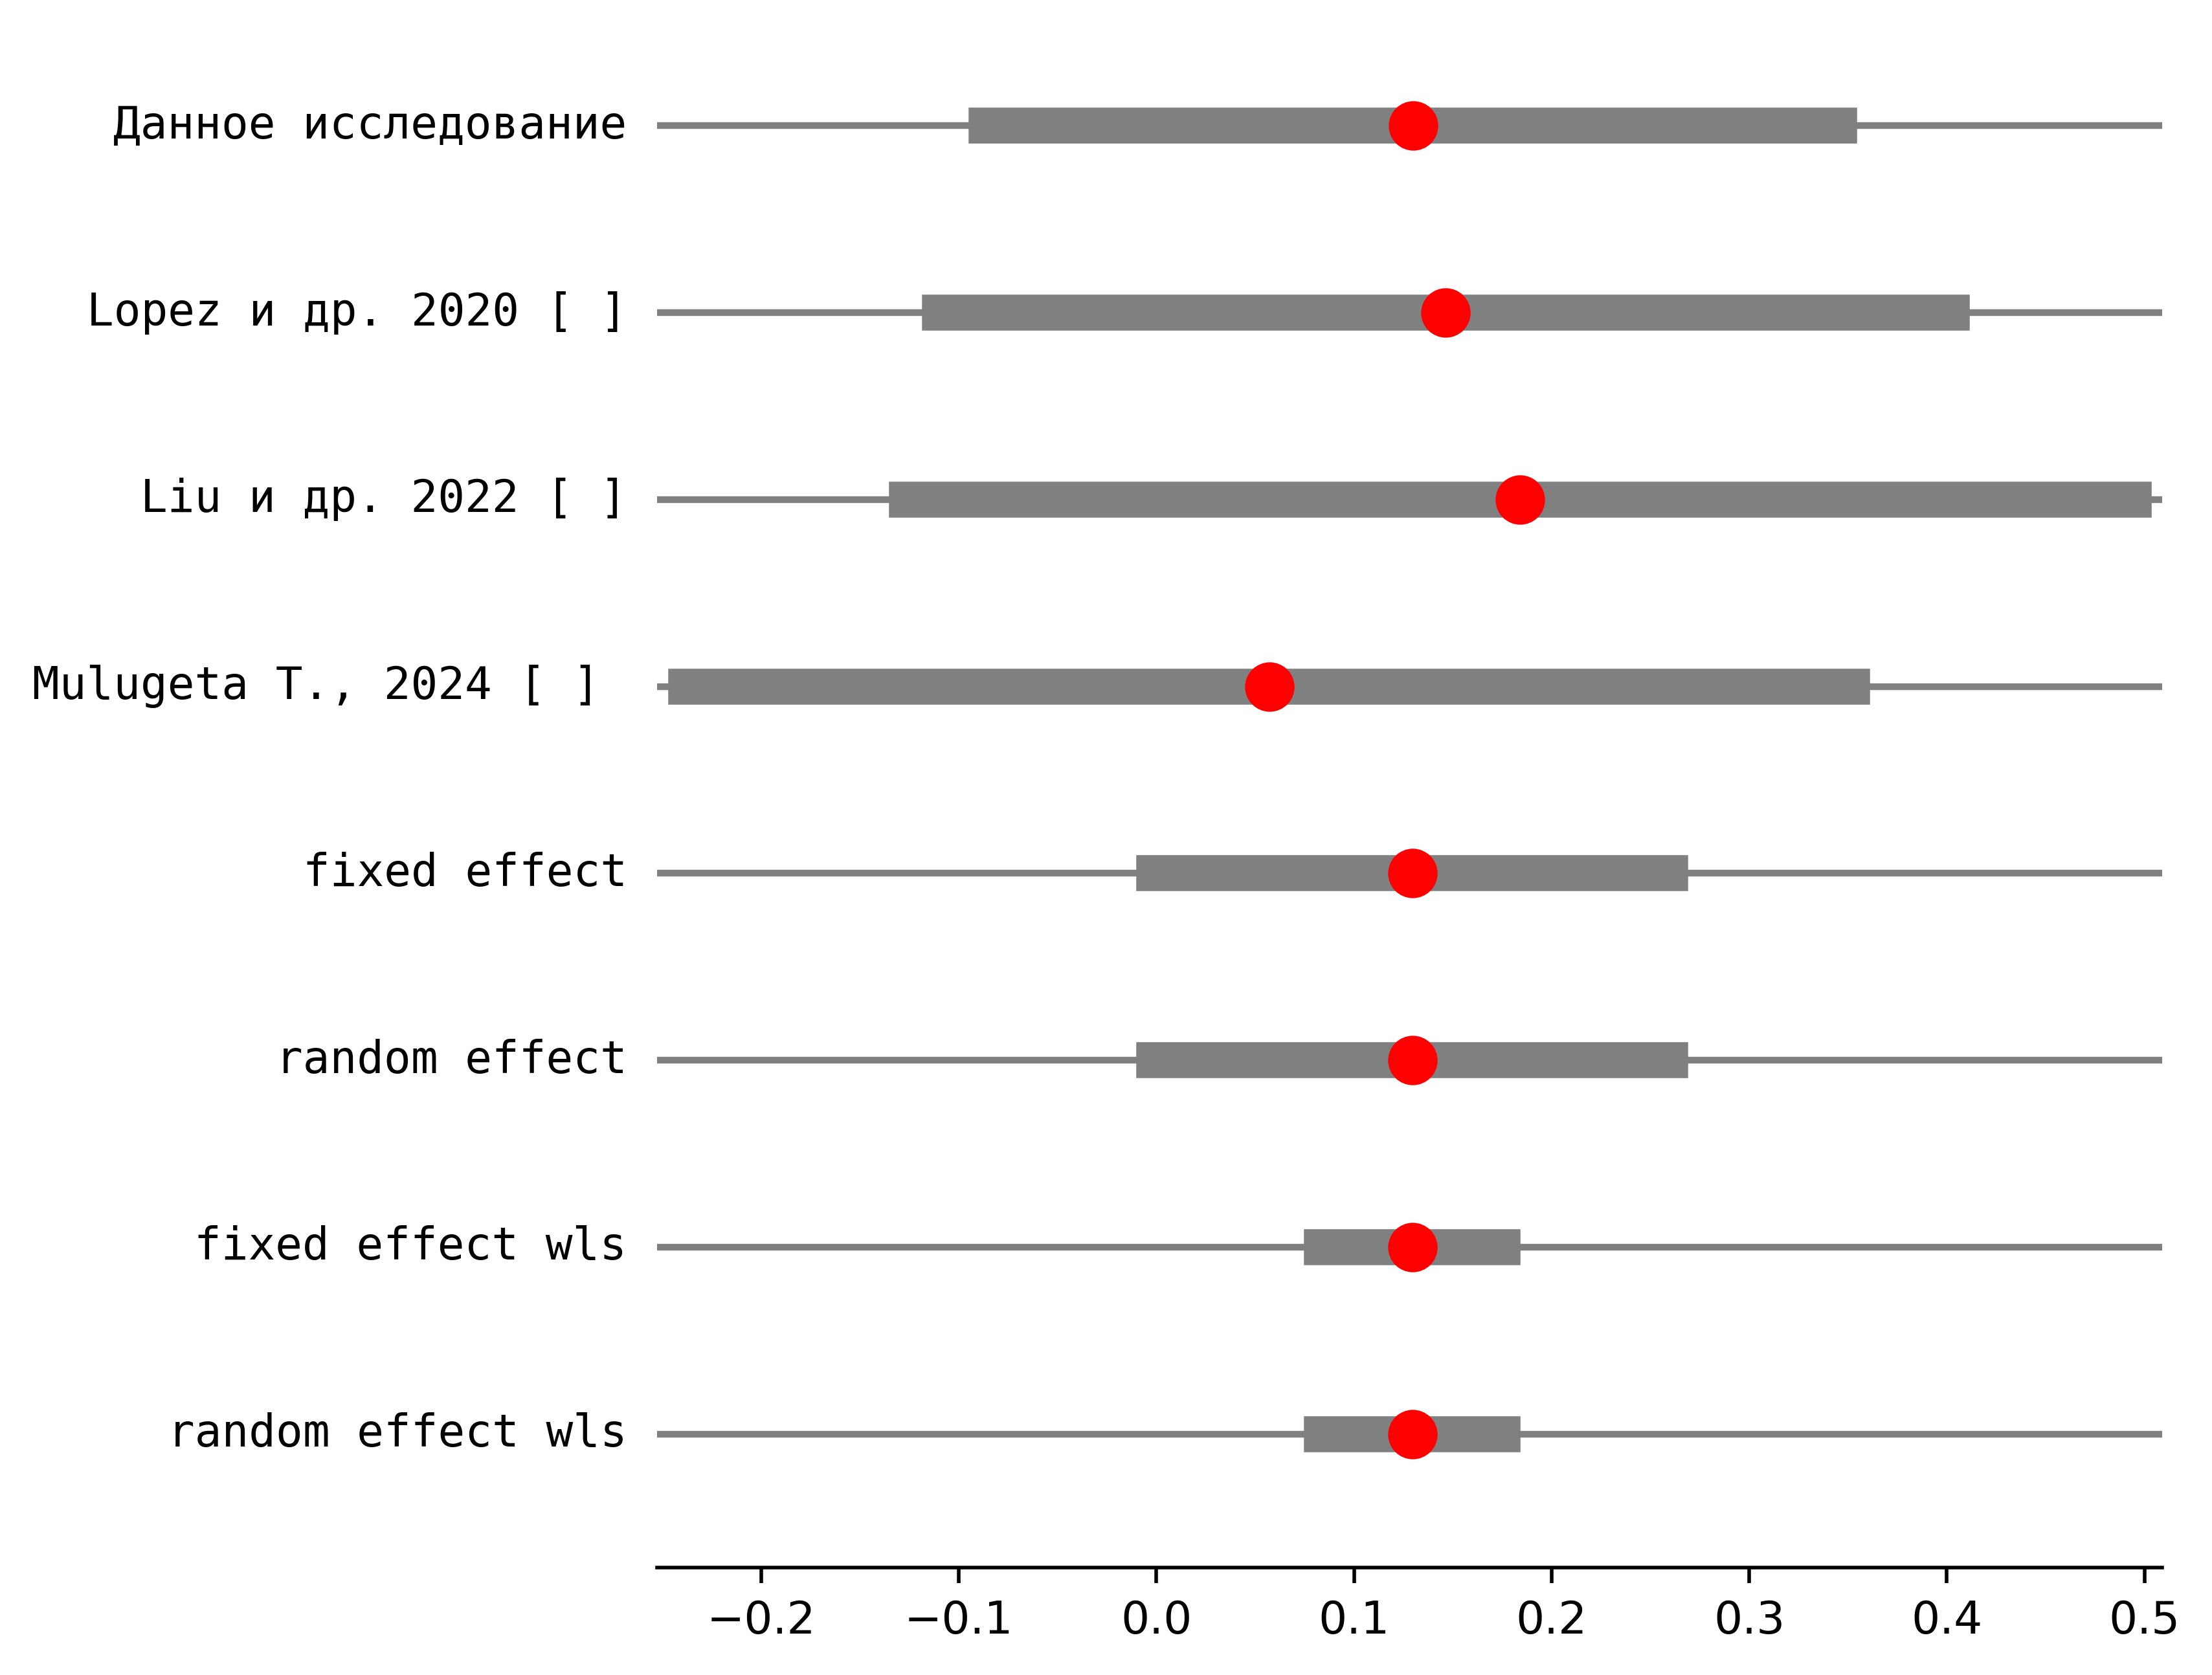 Данное исследование
Lopez и др. 2020 [ ]
Liu и др. 2022 [ ]
Mulugeta T., 2024 [ ]
fixed effect
random effect
fixed effect wls
random effect wls
−0.2 −0.1 0.0 0.1 0.2 0.3 0.4 0.5